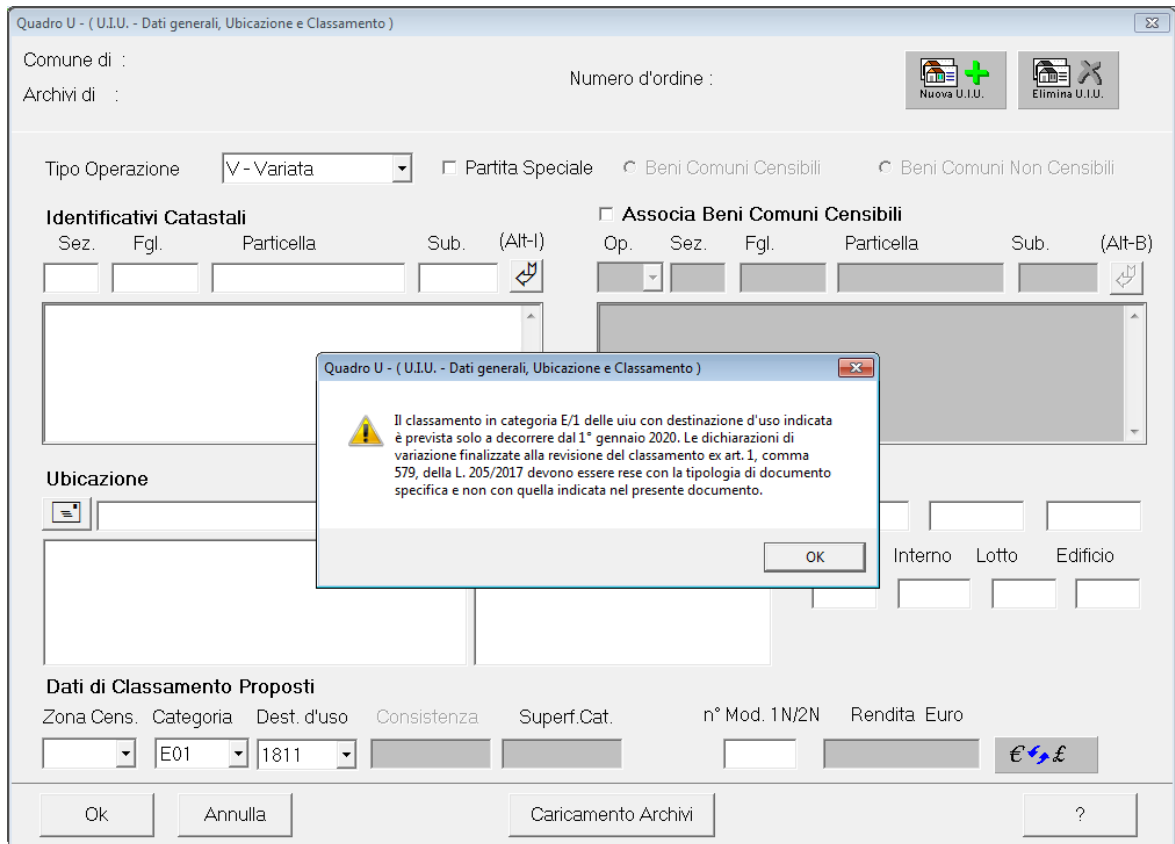 Quadro U - ( U.I.U. - Dati generali, Ubicazione e Classamento )
Comune di :
Numero d'ordine :
Archivi di :
Nuova U.I.U.
Elimina U.I.U.
Tipo Operazione V - Variata Partita Speciale Beni Comuni Censibili Beni Comuni Non Censibili
Identificativi Catastali
Associa Beni Comuni Censibili
Sez. Fgl. Particella Sub. (Alt-I)
Op. Sez. Fgl. Particella Sub. (Alt-B)
Quadro U - ( U.I.U. - Dati generali, Ubicazione e Classamento )
Il classamento in categoria E/1 delle uiu con destinazione d'uso indicata
è prevista solo a decorrere dal 1° gennaio 2020. Le dichiarazioni di
variazione finalizzate alla revisione del classamento ex art. 1, comma
579, della L. 205/2017 devono essere rese con la tipologia di documento
specifica e non con quella indicata nel presente documento.
OK
Ubicazione
Interno Lotto Edificio
Dati di Classamento Proposti
Zona Cens. Categoria Dest. d'uso Consistenza Superf.Cat. n° Mod. 1N/2N Rendita Euro
E01 1811 € £
Ok Annulla Caricamento Archivi ?